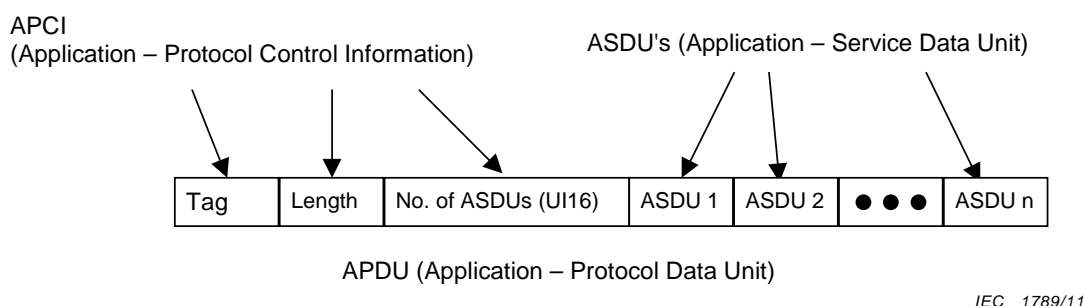 APCI
(Application – Protocol Control Information)
ASDU's (Application – Service Data Unit)
Tag Length No. of ASDUs (UI16) ASDU 1 ASDU 2 ● ● ● ASDU n
APDU (Application – Protocol Data Unit)
IEC 1789/11